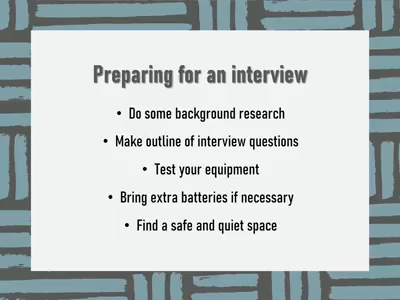 Preparing for an interview
• Do some background research
• Make outline of interview questions
• Test your equipment
• Bring extra batteries if necessary
• Find a safe and quiet space